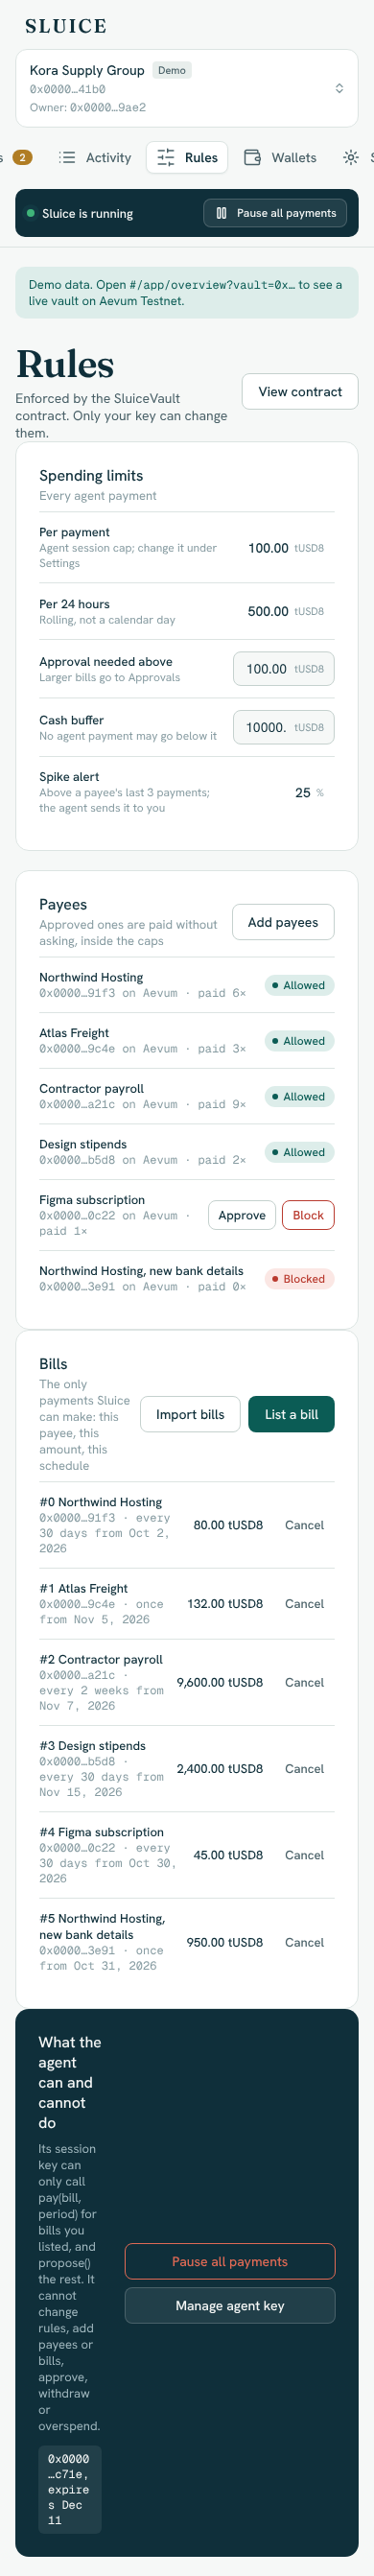 SLUICE
Kora Supply Group Demo
0x0000…41b0
Owner: 0x0000…9ae2
s 2 Activity Rules Wallets S
Sluice is running Pause all payments
Demo data. Open #/app/overview?vault=0x… to see a
live vault on Aevum Testnet.
Rules
Enforced by the SluiceVault
contract. Only your key can change
them.
View contract
Spending limits
Every agent payment
Per payment
Agent session cap; change it under
Settings
100.00 tUSD8
Per 24 hours
Rolling, not a calendar day
500.00 tUSD8
Approval needed above
Larger bills go to Approvals
100.00 tUSD8
Cash buffer
No agent payment may go below it
10000. tUSD8
Spike alert
Above a payee's last 3 payments;
the agent sends it to you
25 %
Payees
Approved ones are paid without
asking, inside the caps
Add payees
Northwind Hosting
0x0000…91f3 on Aevum · paid 6×
Allowed
Atlas Freight
0x0000…9c4e on Aevum · paid 3×
Allowed
Contractor payroll
0x0000…a21c on Aevum · paid 9×
Allowed
Design stipends
0x0000…b5d8 on Aevum · paid 2×
Allowed
Figma subscription
0x0000…0c22 on Aevum ·
paid 1×
Approve Block
Northwind Hosting, new bank details
0x0000…3e91 on Aevum · paid 0×
Blocked
Bills
The only
payments Sluice
can make: this
payee, this
amount, this
schedule
Import bills List a bill
#0 Northwind Hosting
0x0000…91f3 · every
30 days from Oct 2,
2026
80.00 tUSD8 Cancel
#1 Atlas Freight
0x0000…9c4e · once
from Nov 5, 2026
132.00 tUSD8 Cancel
#2 Contractor payroll
0x0000…a21c ·
every 2 weeks from
Nov 7, 2026
9,600.00 tUSD8 Cancel
#3 Design stipends
0x0000…b5d8 ·
every 30 days from
Nov 15, 2026
2,400.00 tUSD8 Cancel
#4 Figma subscription
0x0000…0c22 · every
30 days from Oct 30,
2026
45.00 tUSD8 Cancel
#5 Northwind Hosting,
new bank details
0x0000…3e91 · once
from Oct 31, 2026
950.00 tUSD8 Cancel
What the
agent
can and
cannot
do
Its session
key can
only call
pay(bill,
period) for
bills you
listed, and
propose()
the rest. It
cannot
change
rules, add
payees or
bills,
approve,
withdraw
or
overspend.
0x0000
…c71e,
expire
s Dec
11
Pause all payments
Manage agent key